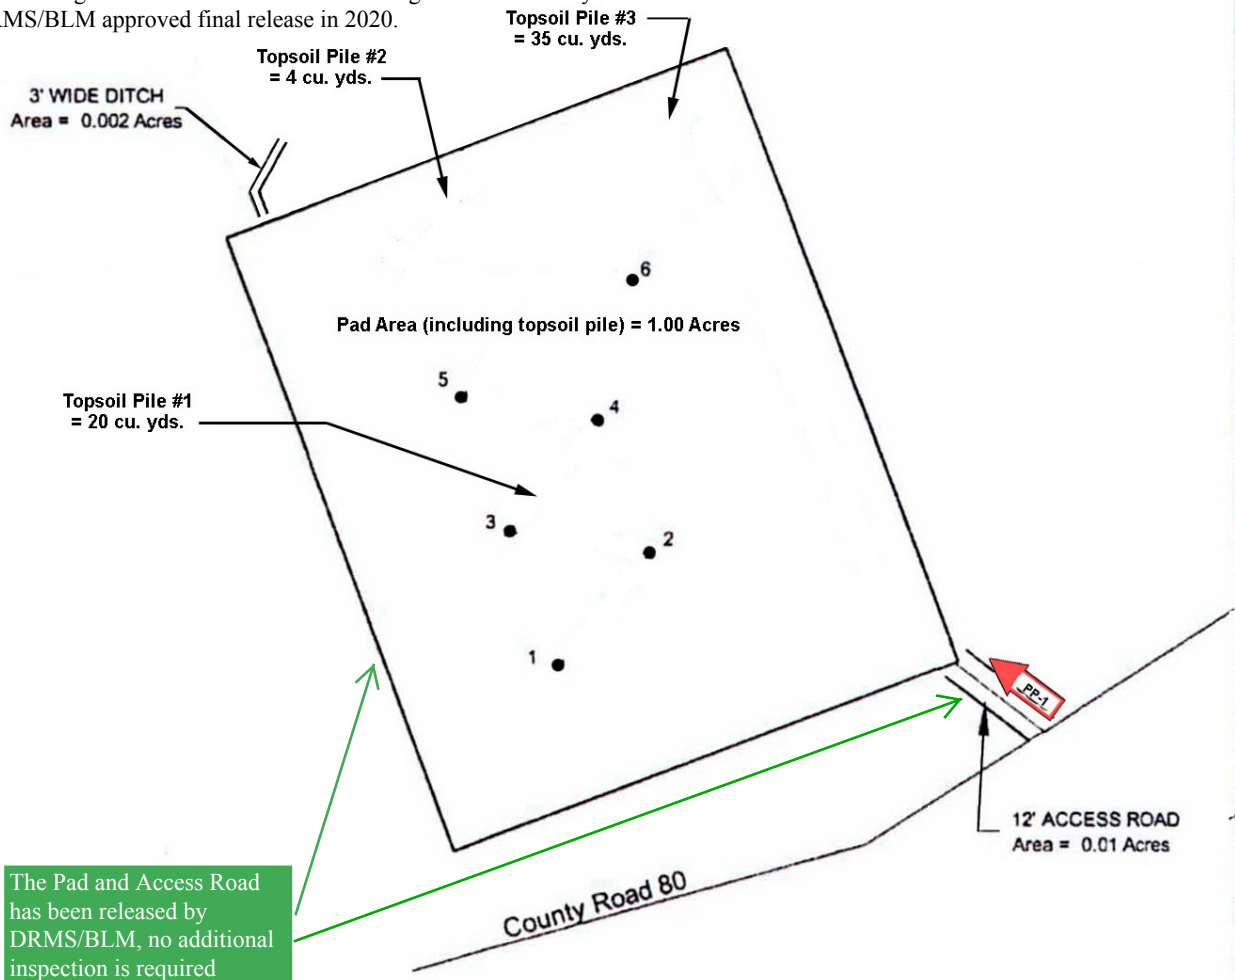 RMS/BLM approved final release in 2020.
Topsoil Pile #3
= 35 cu. yds.
Topsoil Pile #2
= 4 cu. yds.
3' WIDE DITCH
Area = 0.002 Acres
6
Pad Area (including topsoil pile) = 1.00 Acres
5
4
Topsoil Pile #1
= 20 cu. yds.
3
2
1
PP-1
12' ACCESS ROAD
Area = 0.01 Acres
County Road 80
The Pad and Access Road
has been released by
DRMS/BLM, no additional
inspection is required